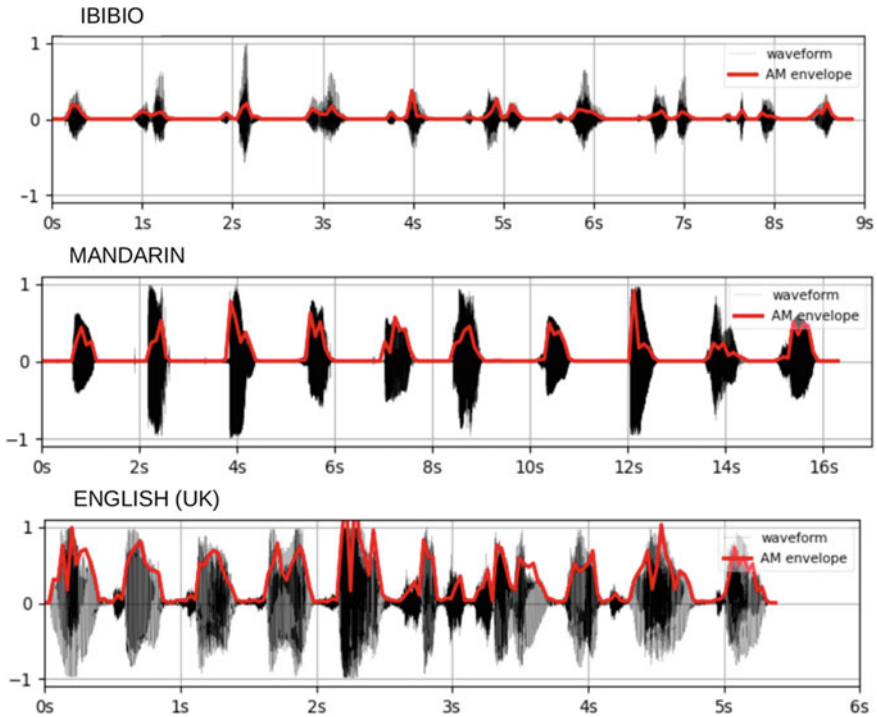 IBIBIO
1
0
−1
waveform
AM envelope
0s 1s 2s 3s 4s 5s 6s 7s 8s 9s
MANDARIN
1
0
−1
waveform
AM envelope
0s 2s 4s 6s 8s 10s 12s 14s 16s
ENGLISH (UK)
1
0
−1
waveform
AM envelope
0s 1s 2s 3s 4s 5s 6s